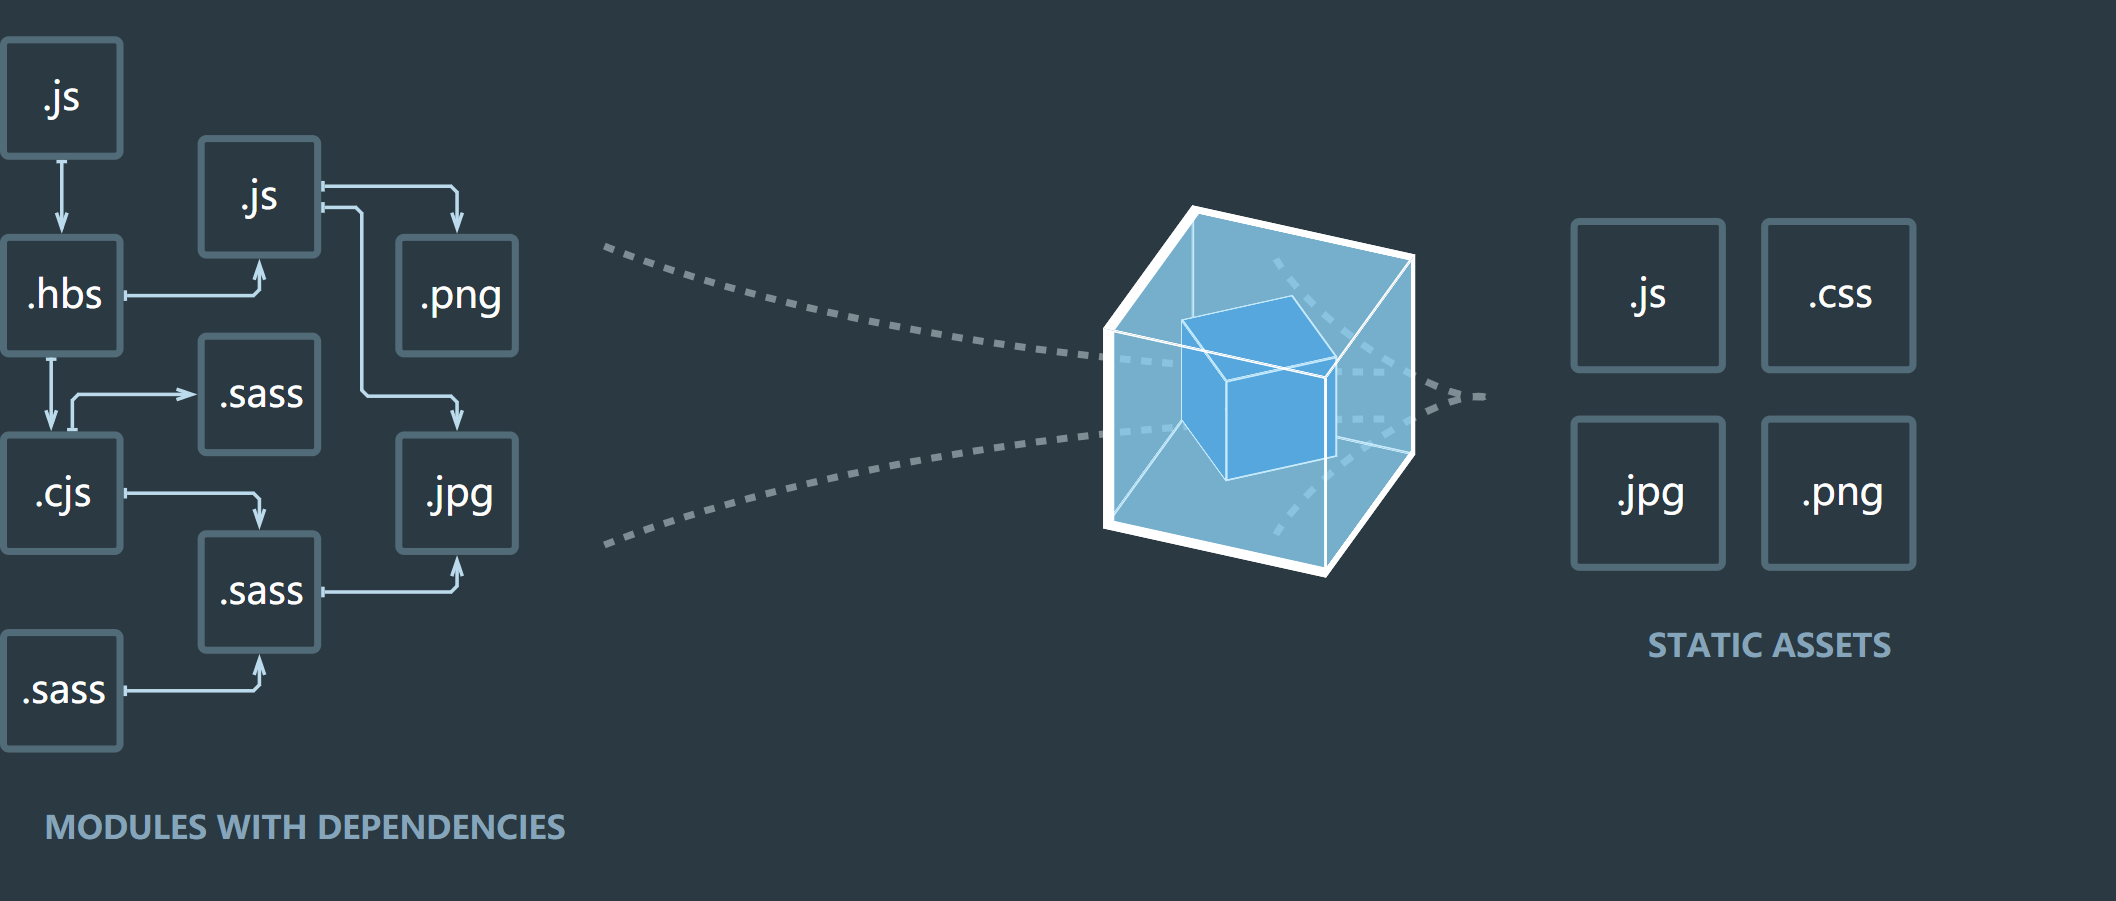 .js
.js
.hbs
.png
.sass
.cjs
.jpg
.sass
.sass
MODULES WITH DEPENDENCIES
.js
.css
.jpg
.png
STATIC ASSETS